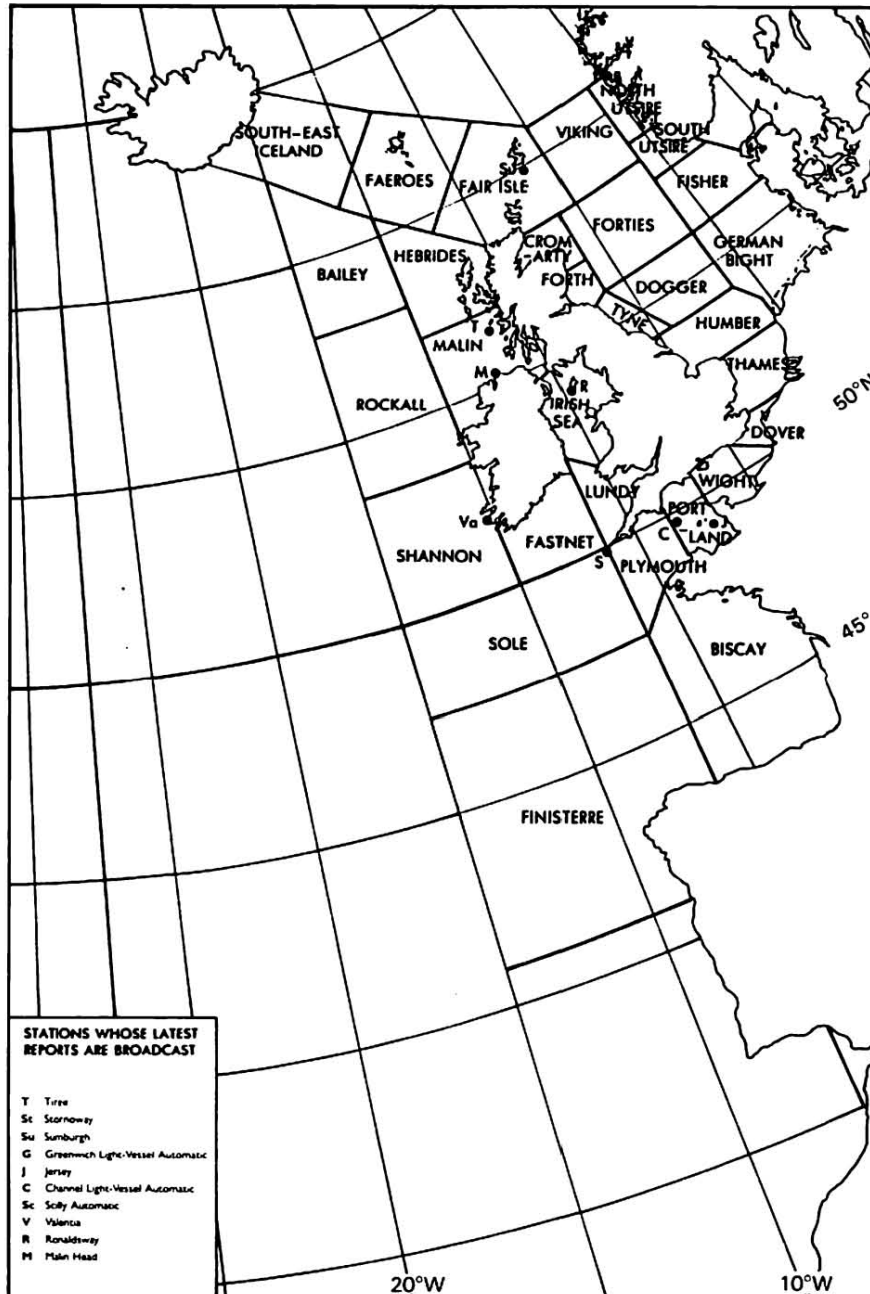 NORTH
UTSIRE
VIKING
SOUTH
UTSIRE
SOUTH-EAST
ICELAND
FAEROES
Su
FAIR ISLE
FISHER
FORTIES
CROM
-ARTY
GERMAN
BIGHT
HEBRIDES
BAILEY
FORTH
DOGGER
TYNE
HUMBER
T
MALIN
THAMES
M
R
IRISH
SEA
ROCKALL
50°N
DOVER
LUNDY
WIGHT
PORT
-LAND
J
C
Va
SHANNON
FASTNET
S
PLYMOUTH
45°
SOLE
BISCAY
FINISTERRE
STATIONS WHOSE LATEST
REPORTS ARE BROADCAST
T Tiree
St Stornoway
Su Sumburgh
G Greenwich Light-Vessel Automatic
J Jersey
C Channel Light-Vessel Automatic
Sc Scilly Automatic
V Valentia
R Ronaldsway
M Malin Head
20°W
10°W